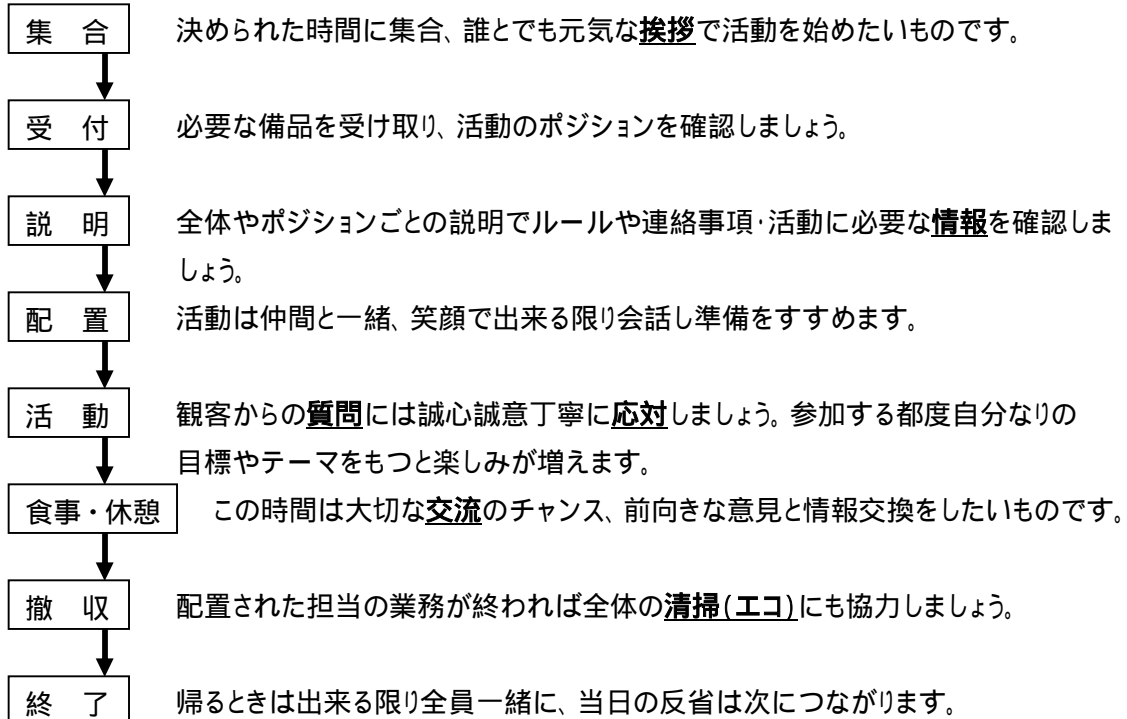 集　合　決められた時間に集合、誰とでも元気な挨拶で活動を始めたいものです。
受　付　必要な備品を受け取り、活動のポジションを確認しましょう。
説　明　全体やポジションごとの説明でルールや連絡事項・活動に必要な情報を確認しま
しょう。
配　置　活動は仲間と一緒、笑顔で出来る限り会話し準備をすすめます。
活　動　観客からの質問には誠心誠意丁寧に応対しましょう。参加する都度自分なりの
目標やテーマをもつと楽しみが増えます。
食事・休憩　この時間は大切な交流のチャンス、前向きな意見と情報交換をしたいものです。
撤　収　配置された担当の業務が終われば全体の清掃(エコ)にも協力しましょう。
終　了　帰るときは出来る限り全員一緒に、当日の反省は次につながります。